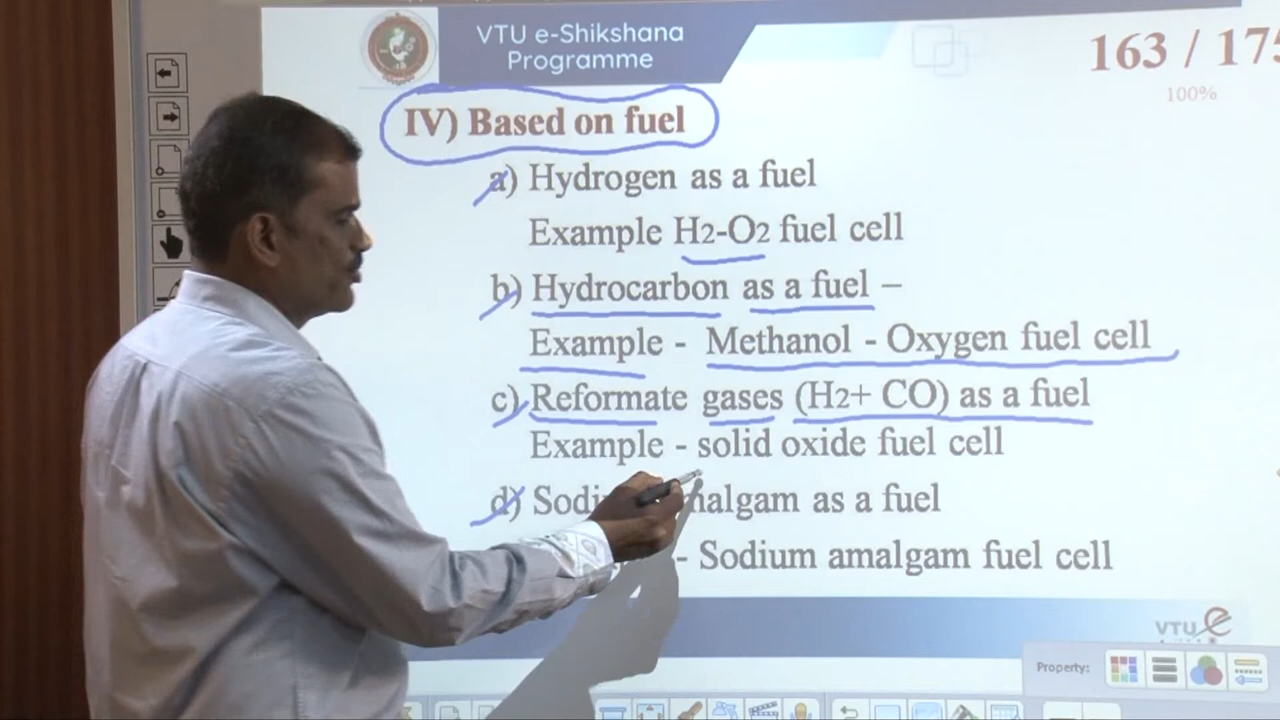 VTU e-Shikshana
Programme
163 / 175
100%
IV) Based on fuel
a) Hydrogen as a fuel
Example H2-O2 fuel cell
b) Hydrocarbon as a fuel –
Example - Methanol - Oxygen fuel cell
c) Reformate gases (H2+ CO) as a fuel
Example - solid oxide fuel cell
d) Sodi malgam as a fuel
- Sodium amalgam fuel cell
VTU e
Property: